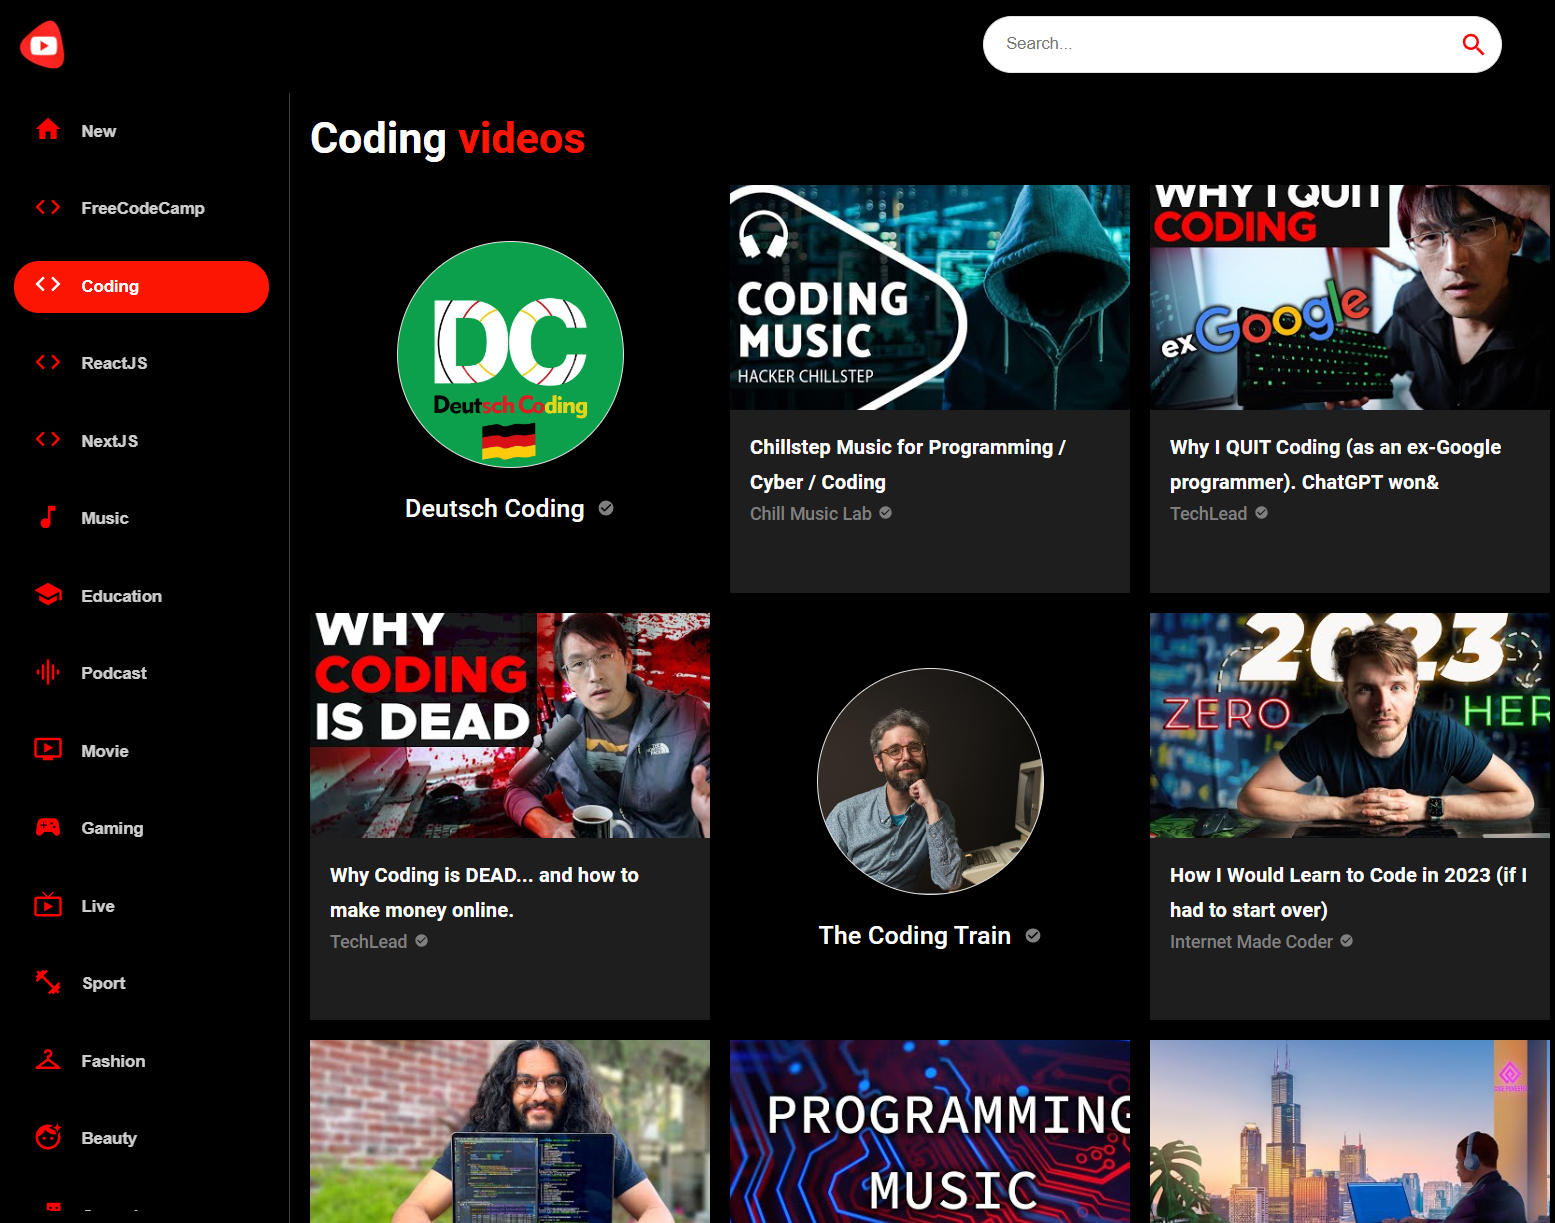 Search...
New
FreeCodeCamp
Coding
ReactJS
NextJS
Music
Education
Podcast
Movie
Gaming
Live
Sport
Fashion
Beauty
Coding videos
DC
Deutsch Coding
Deutsch Coding
CODING
MUSIC
HACKER CHILLSTEP
Chillstep Music for Programming /
Cyber / Coding
Chill Music Lab
WHY I QUIT
CODING
ex Google
Why I QUIT Coding (as an ex-Google
programmer). ChatGPT won&
TechLead
WHY
CODING
IS DEAD
Why Coding is DEAD... and how to
make money online.
TechLead
The Coding Train
2023
ZERO
HER
How I Would Learn to Code in 2023 (if I
had to start over)
Internet Made Coder
PROGRAMMING
MUSIC